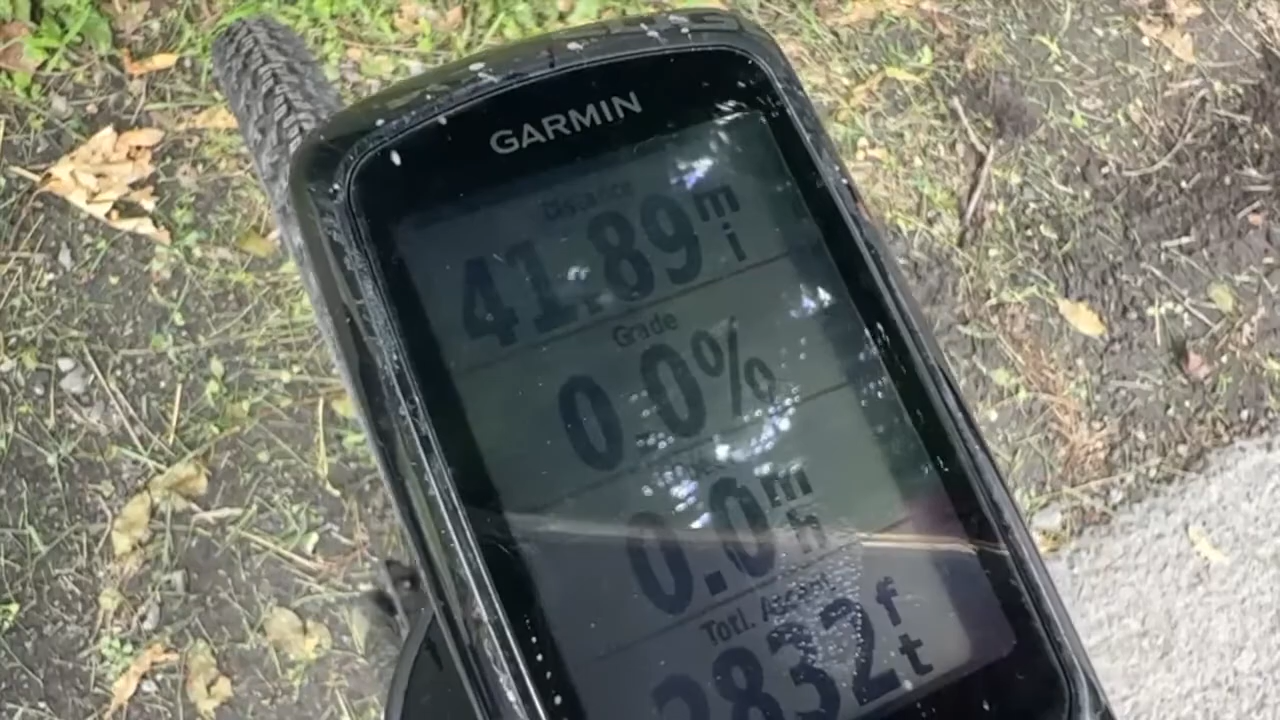 GARMIN
Distance
41.89 mi
Grade
0.0%
0.0 mh
Totl. Ascent
2832 ft